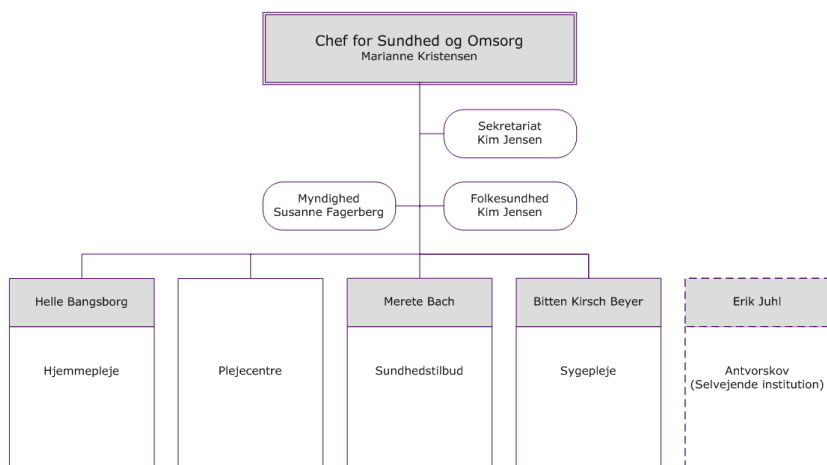 Chef for Sundhed og Omsorg
Marianne Kristensen
Sekretariat
Kim Jensen
Myndighed
Susanne Fagerberg
Folkesundhed
Kim Jensen
Helle Bangsborg
Hjemmepleje
Plejecentre
Merete Bach
Sundhedstilbud
Bitten Kirsch Beyer
Sygepleje
Erik Juhl
Antvorskov
(Selvejende institution)